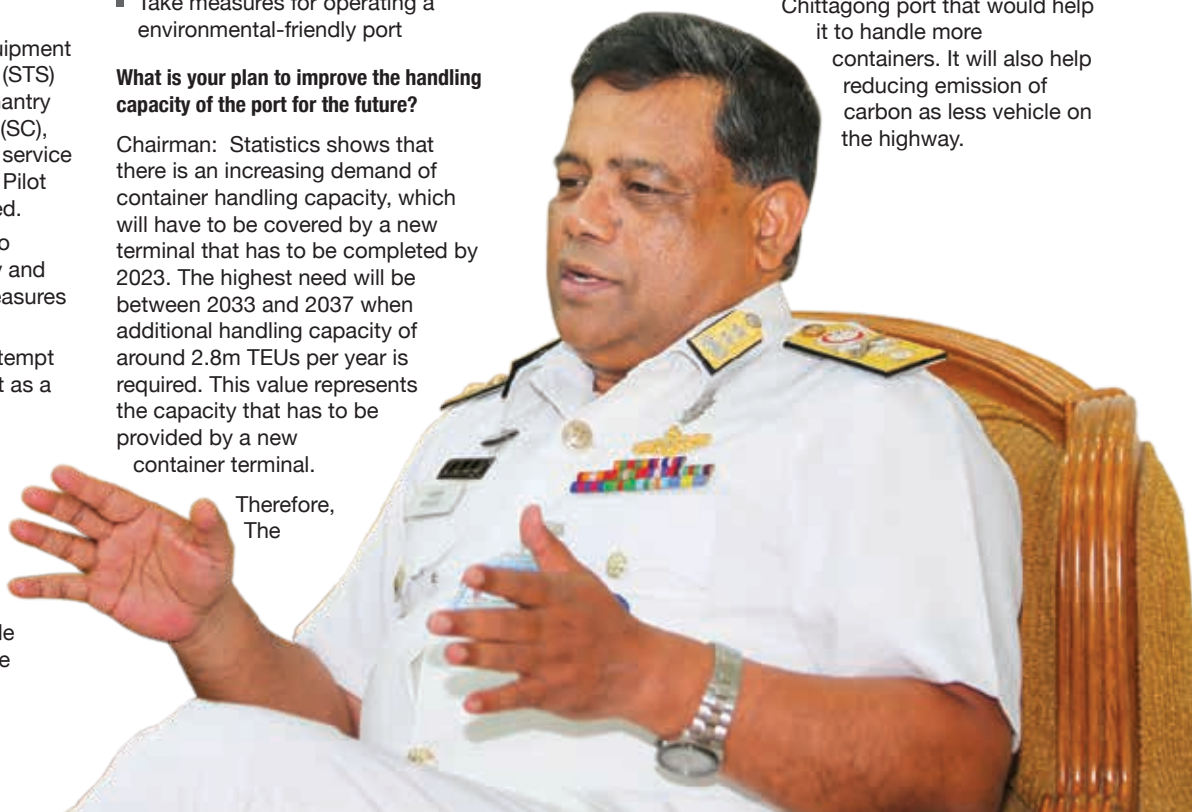 uipment
(STS)
antry
(SC),
service
Pilot
ed.
o
y and
easures
tempt
t as a
le
e
Take measures for operating a
environmental-friendly port
What is your plan to improve the handling
capacity of the port for the future?
Chairman: Statistics shows that
there is an increasing demand of
container handling capacity, which
will have to be covered by a new
terminal that has to be completed by
2023. The highest need will be
between 2033 and 2037 when
additional handling capacity of
around 2.8m TEUs per year is
required. This value represents
the capacity that has to be
provided by a new
container terminal.
Therefore,
The
Chittagong port that would help
it to handle more
containers. It will also help
reducing emission of
carbon as less vehicle on
the highway.